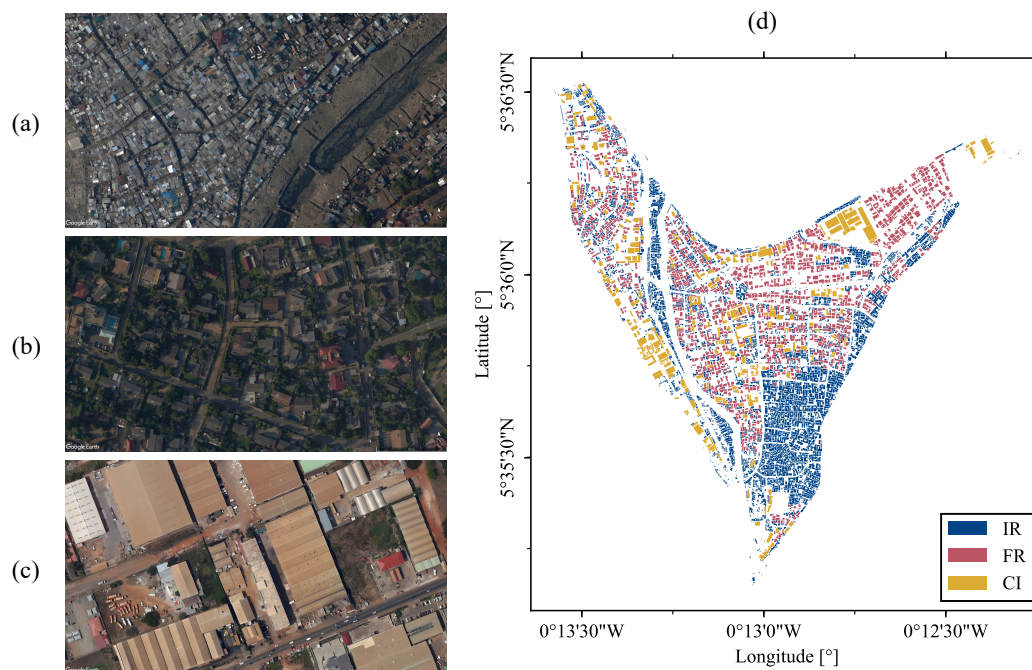 (a)
Google Earth
(b)
Google Earth
(c)
Google Earth
(d)
5°36'30"N
5°36'0"N
5°35'30"N
Latitude [°]
IR
FR
CI
0°13'30"W
0°13'0"W
0°12'30"W
Longitude [°]